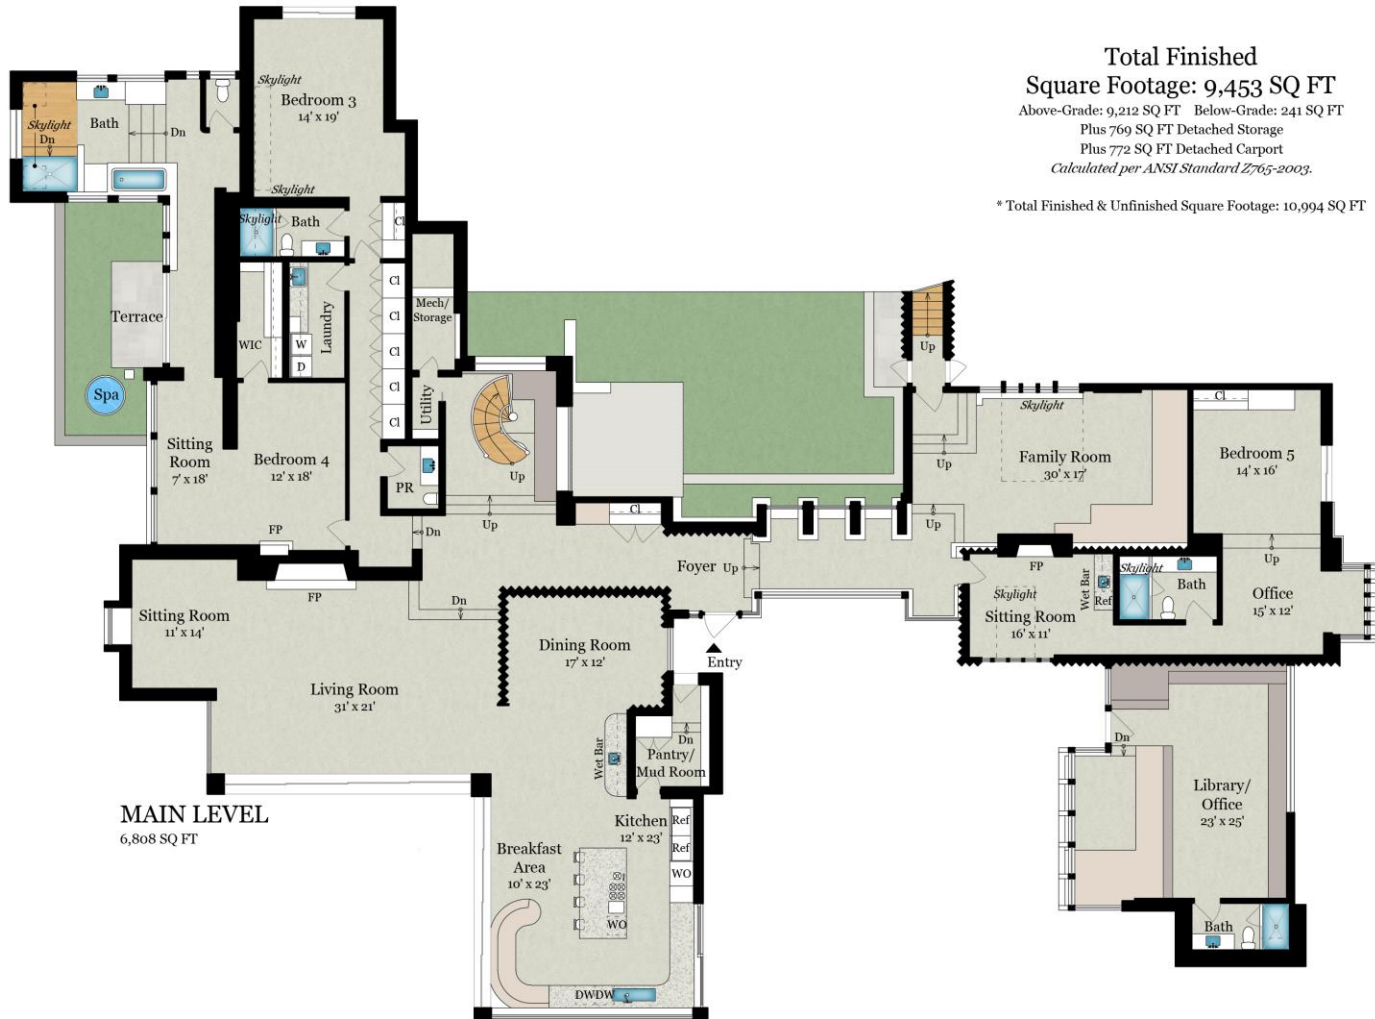 Total Finished
Square Footage: 9,453 SQ FT
Above-Grade: 9,212 SQ FT Below-Grade: 241 SQ FT
Plus 769 SQ FT Detached Storage
Plus 772 SQ FT Detached Carport
Calculated per ANSI Standard Z765-2003.
* Total Finished & Unfinished Square Footage: 10,994 SQ FT
Skylight
Bedroom 3
14' x 19'
Skylight
Skylight
Bath
Dn
Dn
Skylight
Bath
Cl
Terrace
Spa
WIC
Laundry
W
D
Cl
Cl
Cl
Cl
Cl
Mech/
Storage
Utility
Up
Up
PR
Dn
Sitting
Room
7' x 18'
Bedroom 4
12' x 18'
FP
FP
Sitting Room
11' x 14'
Living Room
31' x 21'
Dn
Cl
Foyer
Up
Entry
Dining Room
17' x 12'
Wet Bar
Dn
Pantry/
Mud Room
Kitchen
12' x 23'
Ref
Ref
WO
Breakfast
Area
10' x 23'
WO
DW
DW
MAIN LEVEL
6,808 SQ FT
Up
Up
Up
Skylight
Family Room
30' x 17'
Cl
Bedroom 5
14' x 16'
Up
FP
Skylight
Sitting Room
16' x 11'
Wet Bar
Ref
Skylight
Bath
Office
15' x 12'
Dn
Library/
Office
23' x 25'
Bath